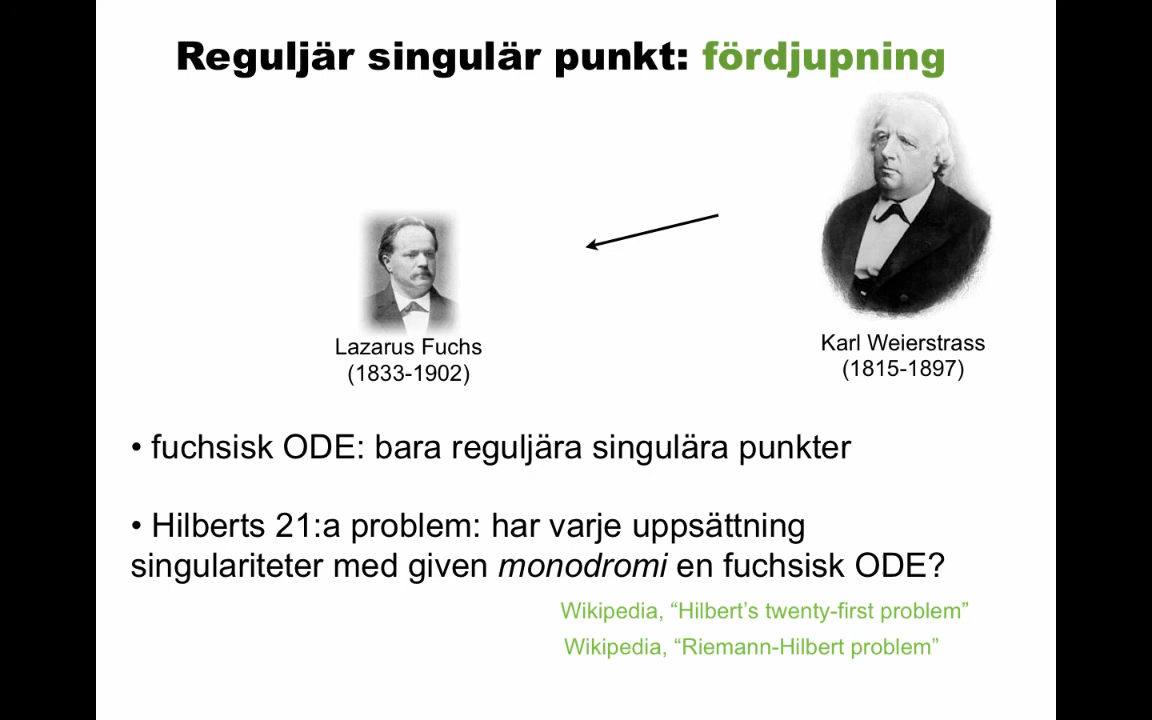 Reguljär singulär punkt: fördjupning
Lazarus Fuchs
(1833-1902)
Karl Weierstrass
(1815-1897)
• fuchsisk ODE: bara reguljära singulära punkter
• Hilberts 21:a problem: har varje uppsättning
singulariteter med given monodromi en fuchsisk ODE?
Wikipedia, “Hilbert’s twenty-first problem”
Wikipedia, “Riemann-Hilbert problem”